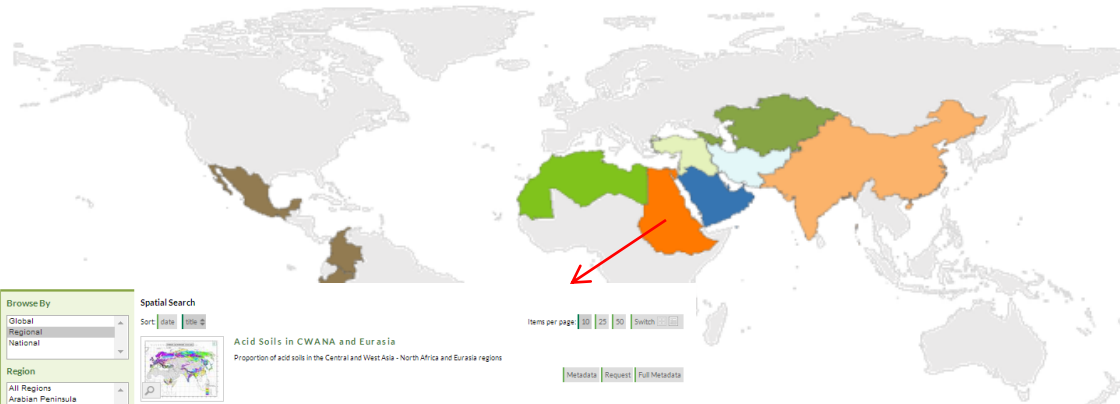 Browse By
Global
Regional
National
Region
All Regions
Arabian Peninsula
Spatial Search
Sort: date title
Items per page: 10 25 50 Switch
Acid Soils in CWANA and Eurasia
Proportion of acid soils in the Central and West Asia - North Africa and Eurasia regions
Metadata Request Full Metadata